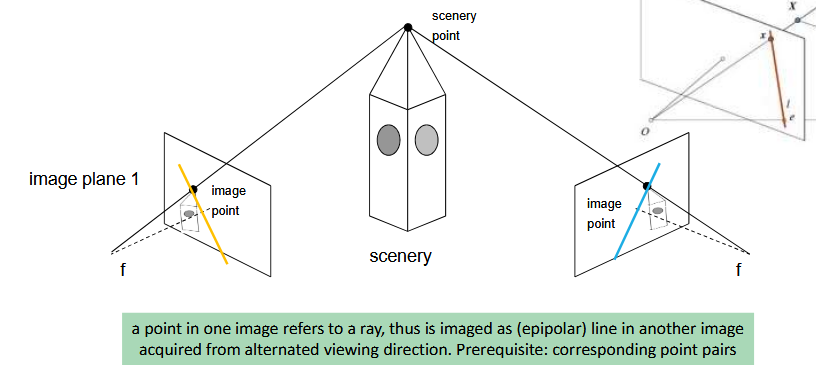 scenery
point
X
x
l
e
O
image plane 1
image
point
image
point
f
scenery
f
a point in one image refers to a ray, thus is imaged as (epipolar) line in another image
acquired from alternated viewing direction. Prerequisite: corresponding point pairs